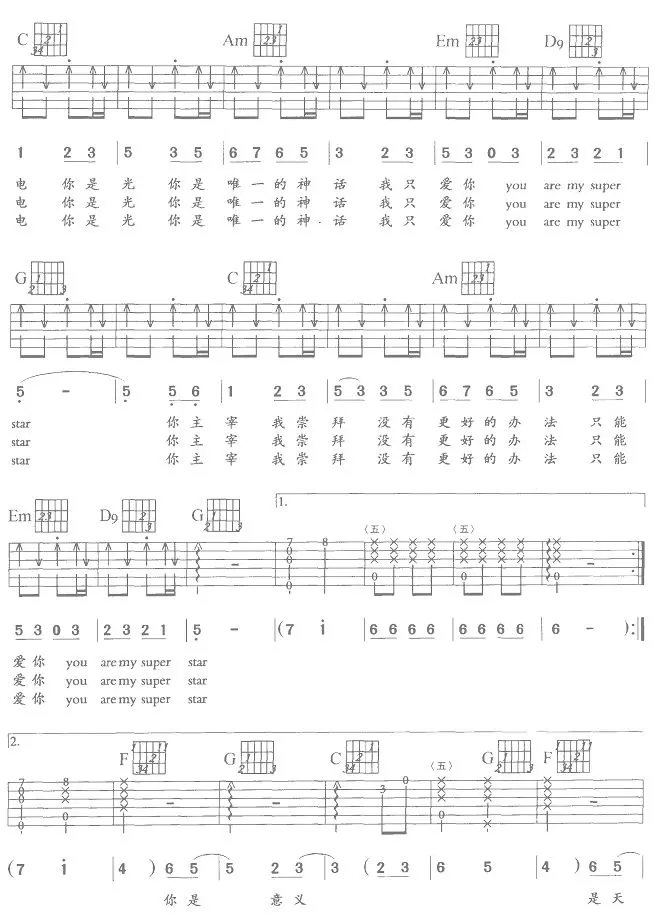 C Am Em D9
1 2 3 5 3 5 6 7 6 5 3 2 3 5 3 0 3 2 3 2 1
电 你是 光 你是 唯一的神 话 我只 爱你 you are my super
电 你是 光 你是 唯一的神 话 我只 爱你 you are my super
电 你是 光 你是 唯一的神 话 我只 爱你 you are my super
G C Am
5 - 5 5 6 1 2 3 5 3 3 5 6 7 6 5 3 2 3
star 你主 宰 我崇 拜 没有 更好的办 法 只能
star 你主 宰 我崇 拜 没有 更好的办 法 只能
star 你主 宰 我崇 拜 没有 更好的办 法 只能
Em D9 G 1.
〈五〉 〈五〉
5 3 0 3 2 3 2 1 5 - (7 i 6 6 6 6 6 6 6 6 6 - ):
爱你 you are my super star
爱你 you are my super star
爱你 you are my super star
2.
F G C 〈五〉 G F
(7 i 4 ) 6 5 5 2 3 3 (2 3 6 5 4 ) 6 5
你是 意义 是天